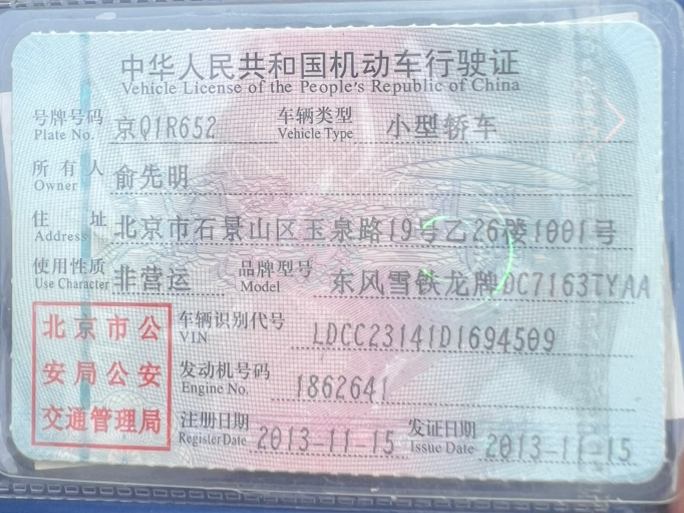 中华人民共和国机动车行驶证
Vehicle License of the People's Republic of China
号牌号码 京Q1R652 车辆类型 小型轿车
Plate No. Vehicle Type
所有人 俞先明
Owner
住址 北京市石景山区玉泉路19号乙26楼1001号
Address
使用性质 非营运 品牌型号 东风雪铁龙牌DC7163TYAA
Use Character Model
北京市公 车辆识别代号 LDCC23141D1694509
VIN
安局公安 发动机号码 1862641
Engine No.
交通管理局 注册日期 2013-11-15 发证日期 2013-11-15
Register Date Issue Date